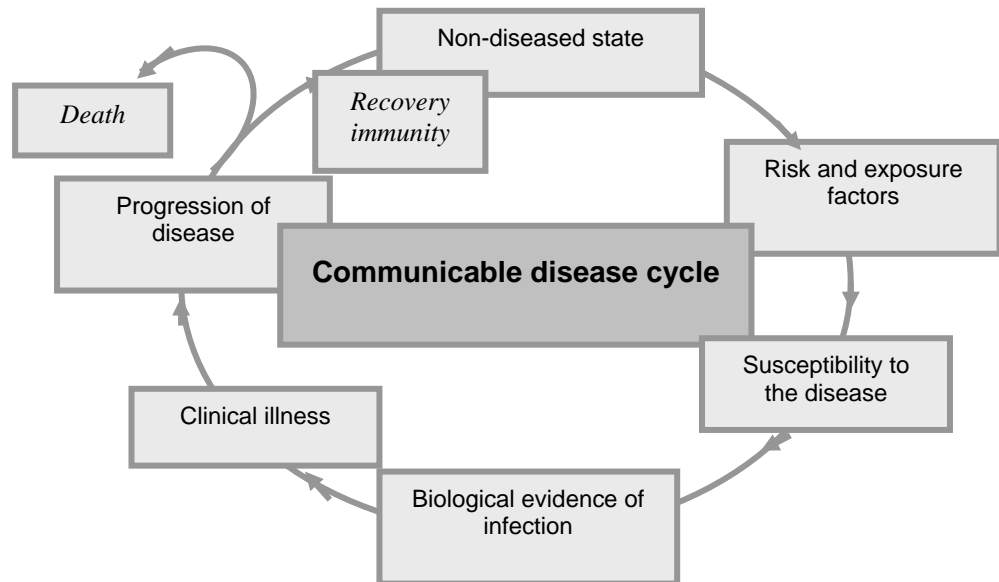 Non-diseased state
Death
Recovery
immunity
Risk and exposure
factors
Progression of
disease
Communicable disease cycle
Susceptibility to
the disease
Clinical illness
Biological evidence of
infection